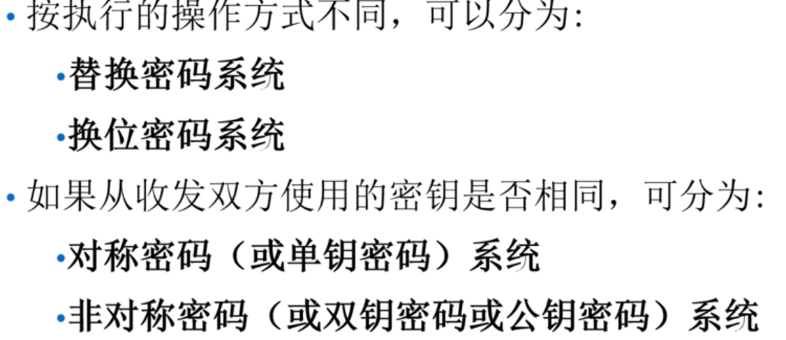 •按执行的操作方式不同，可以分为：
•替换密码系统
•换位密码系统
•如果从收发双方使用的密钥是否相同，可分为：
•对称密码（或单钥密码）系统
•非对称密码（或双钥密码或公钥密码）系统